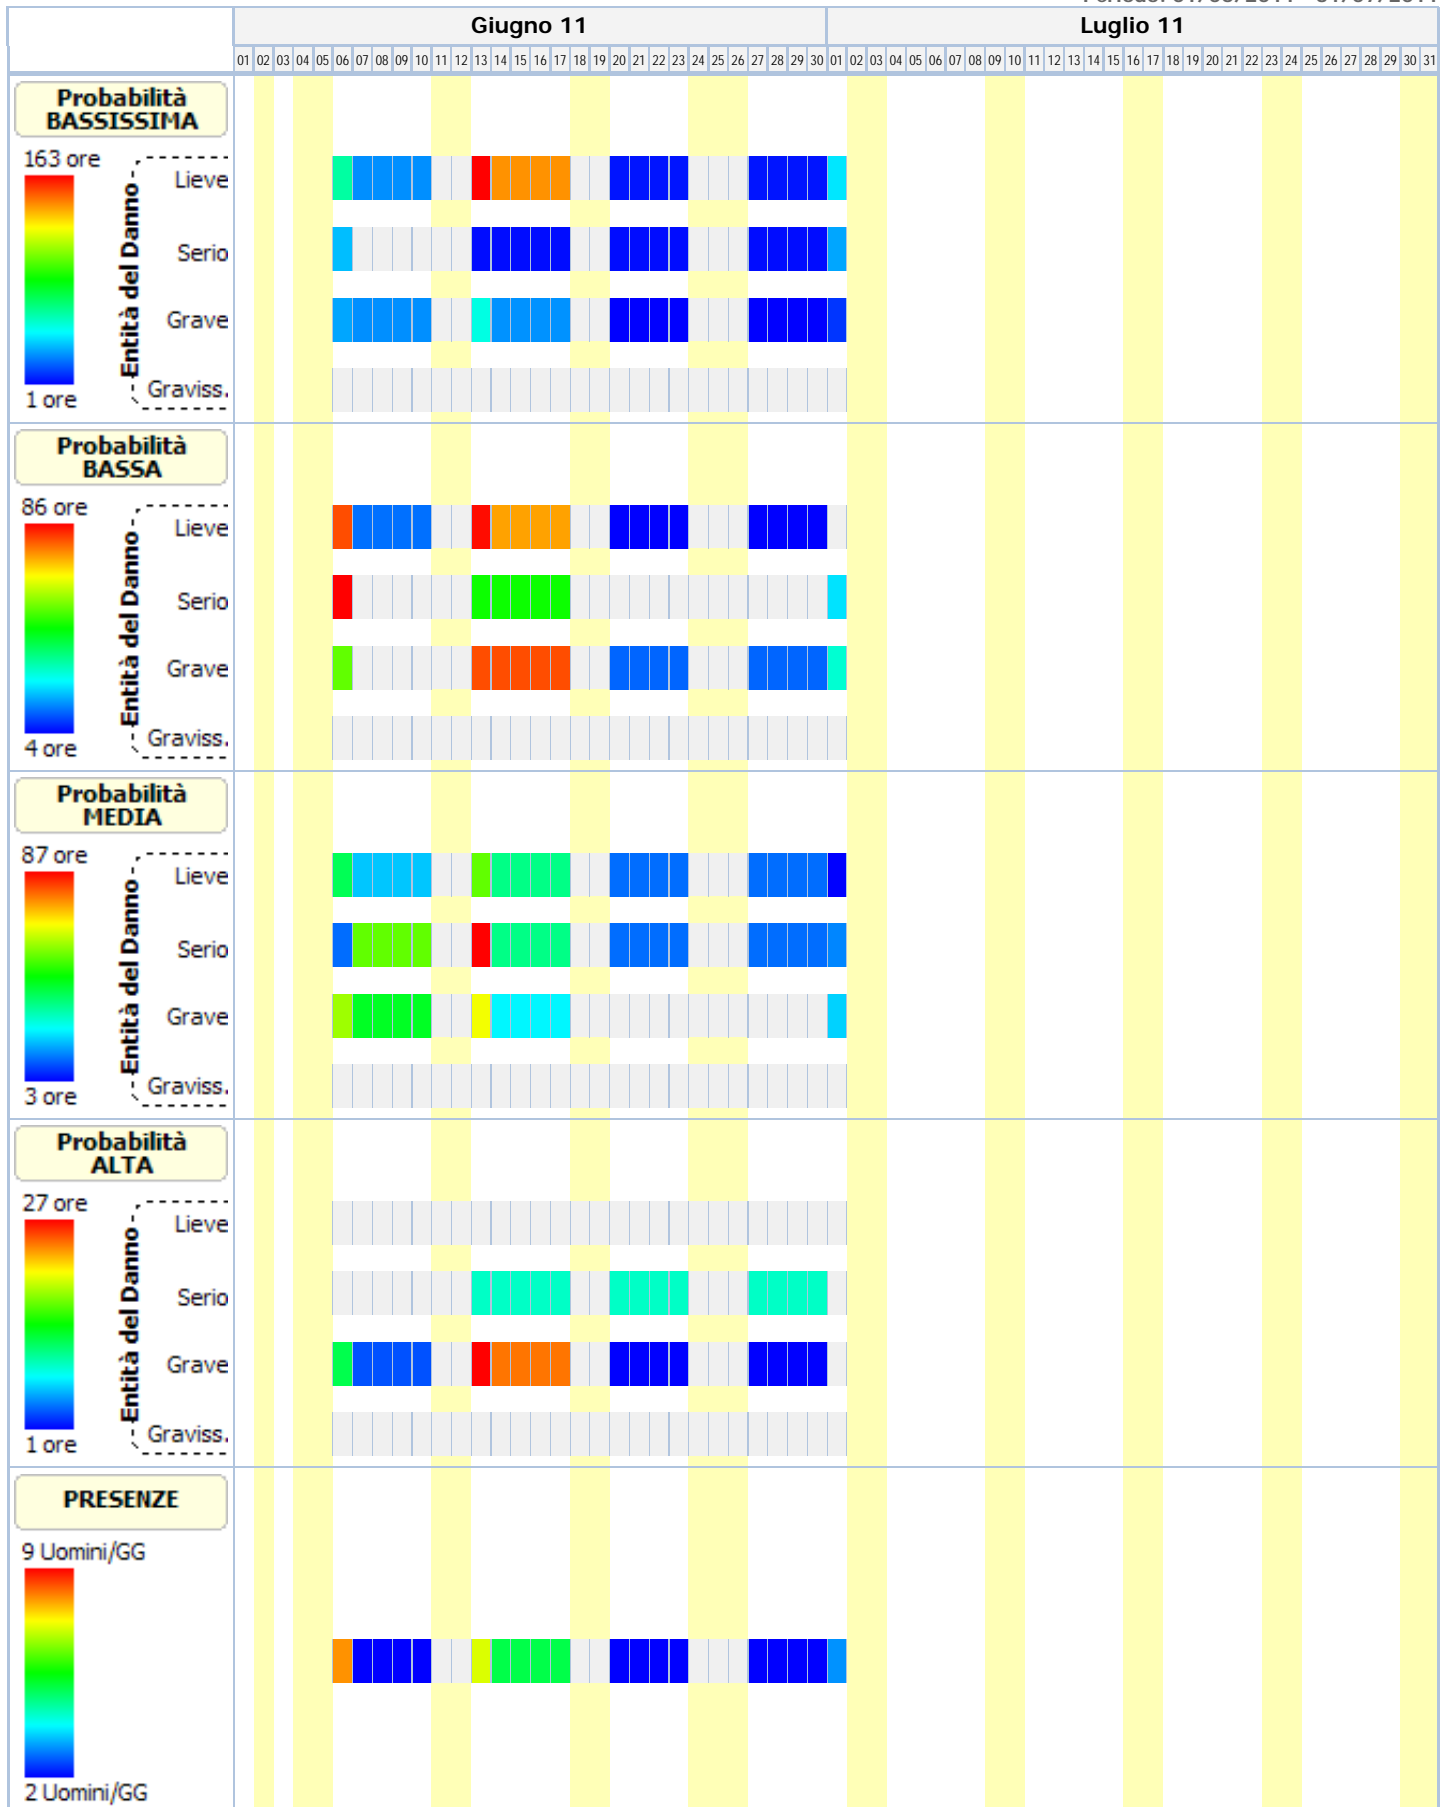 Giugno 11 Luglio 11
01 02 03 04 05 06 07 08 09 10 11 12 13 14 15 16 17 18 19 20 21 22 23 24 25 26 27 28 29 30 01 02 03 04 05 06 07 08 09 10 11 12 13 14 15 16 17 18 19 20 21 22 23 24 25 26 27 28 29 30 31
Probabilità
BASSISSIMA
163 ore
Entità del Danno
Lieve
Serio
Grave
Graviss.
1 ore
Probabilità
BASSA
86 ore
Entità del Danno
Lieve
Serio
Grave
Graviss.
4 ore
Probabilità
MEDIA
87 ore
Entità del Danno
Lieve
Serio
Grave
Graviss.
3 ore
Probabilità
ALTA
27 ore
Entità del Danno
Lieve
Serio
Grave
Graviss.
1 ore
PRESENZE
9 Uomini/GG
2 Uomini/GG